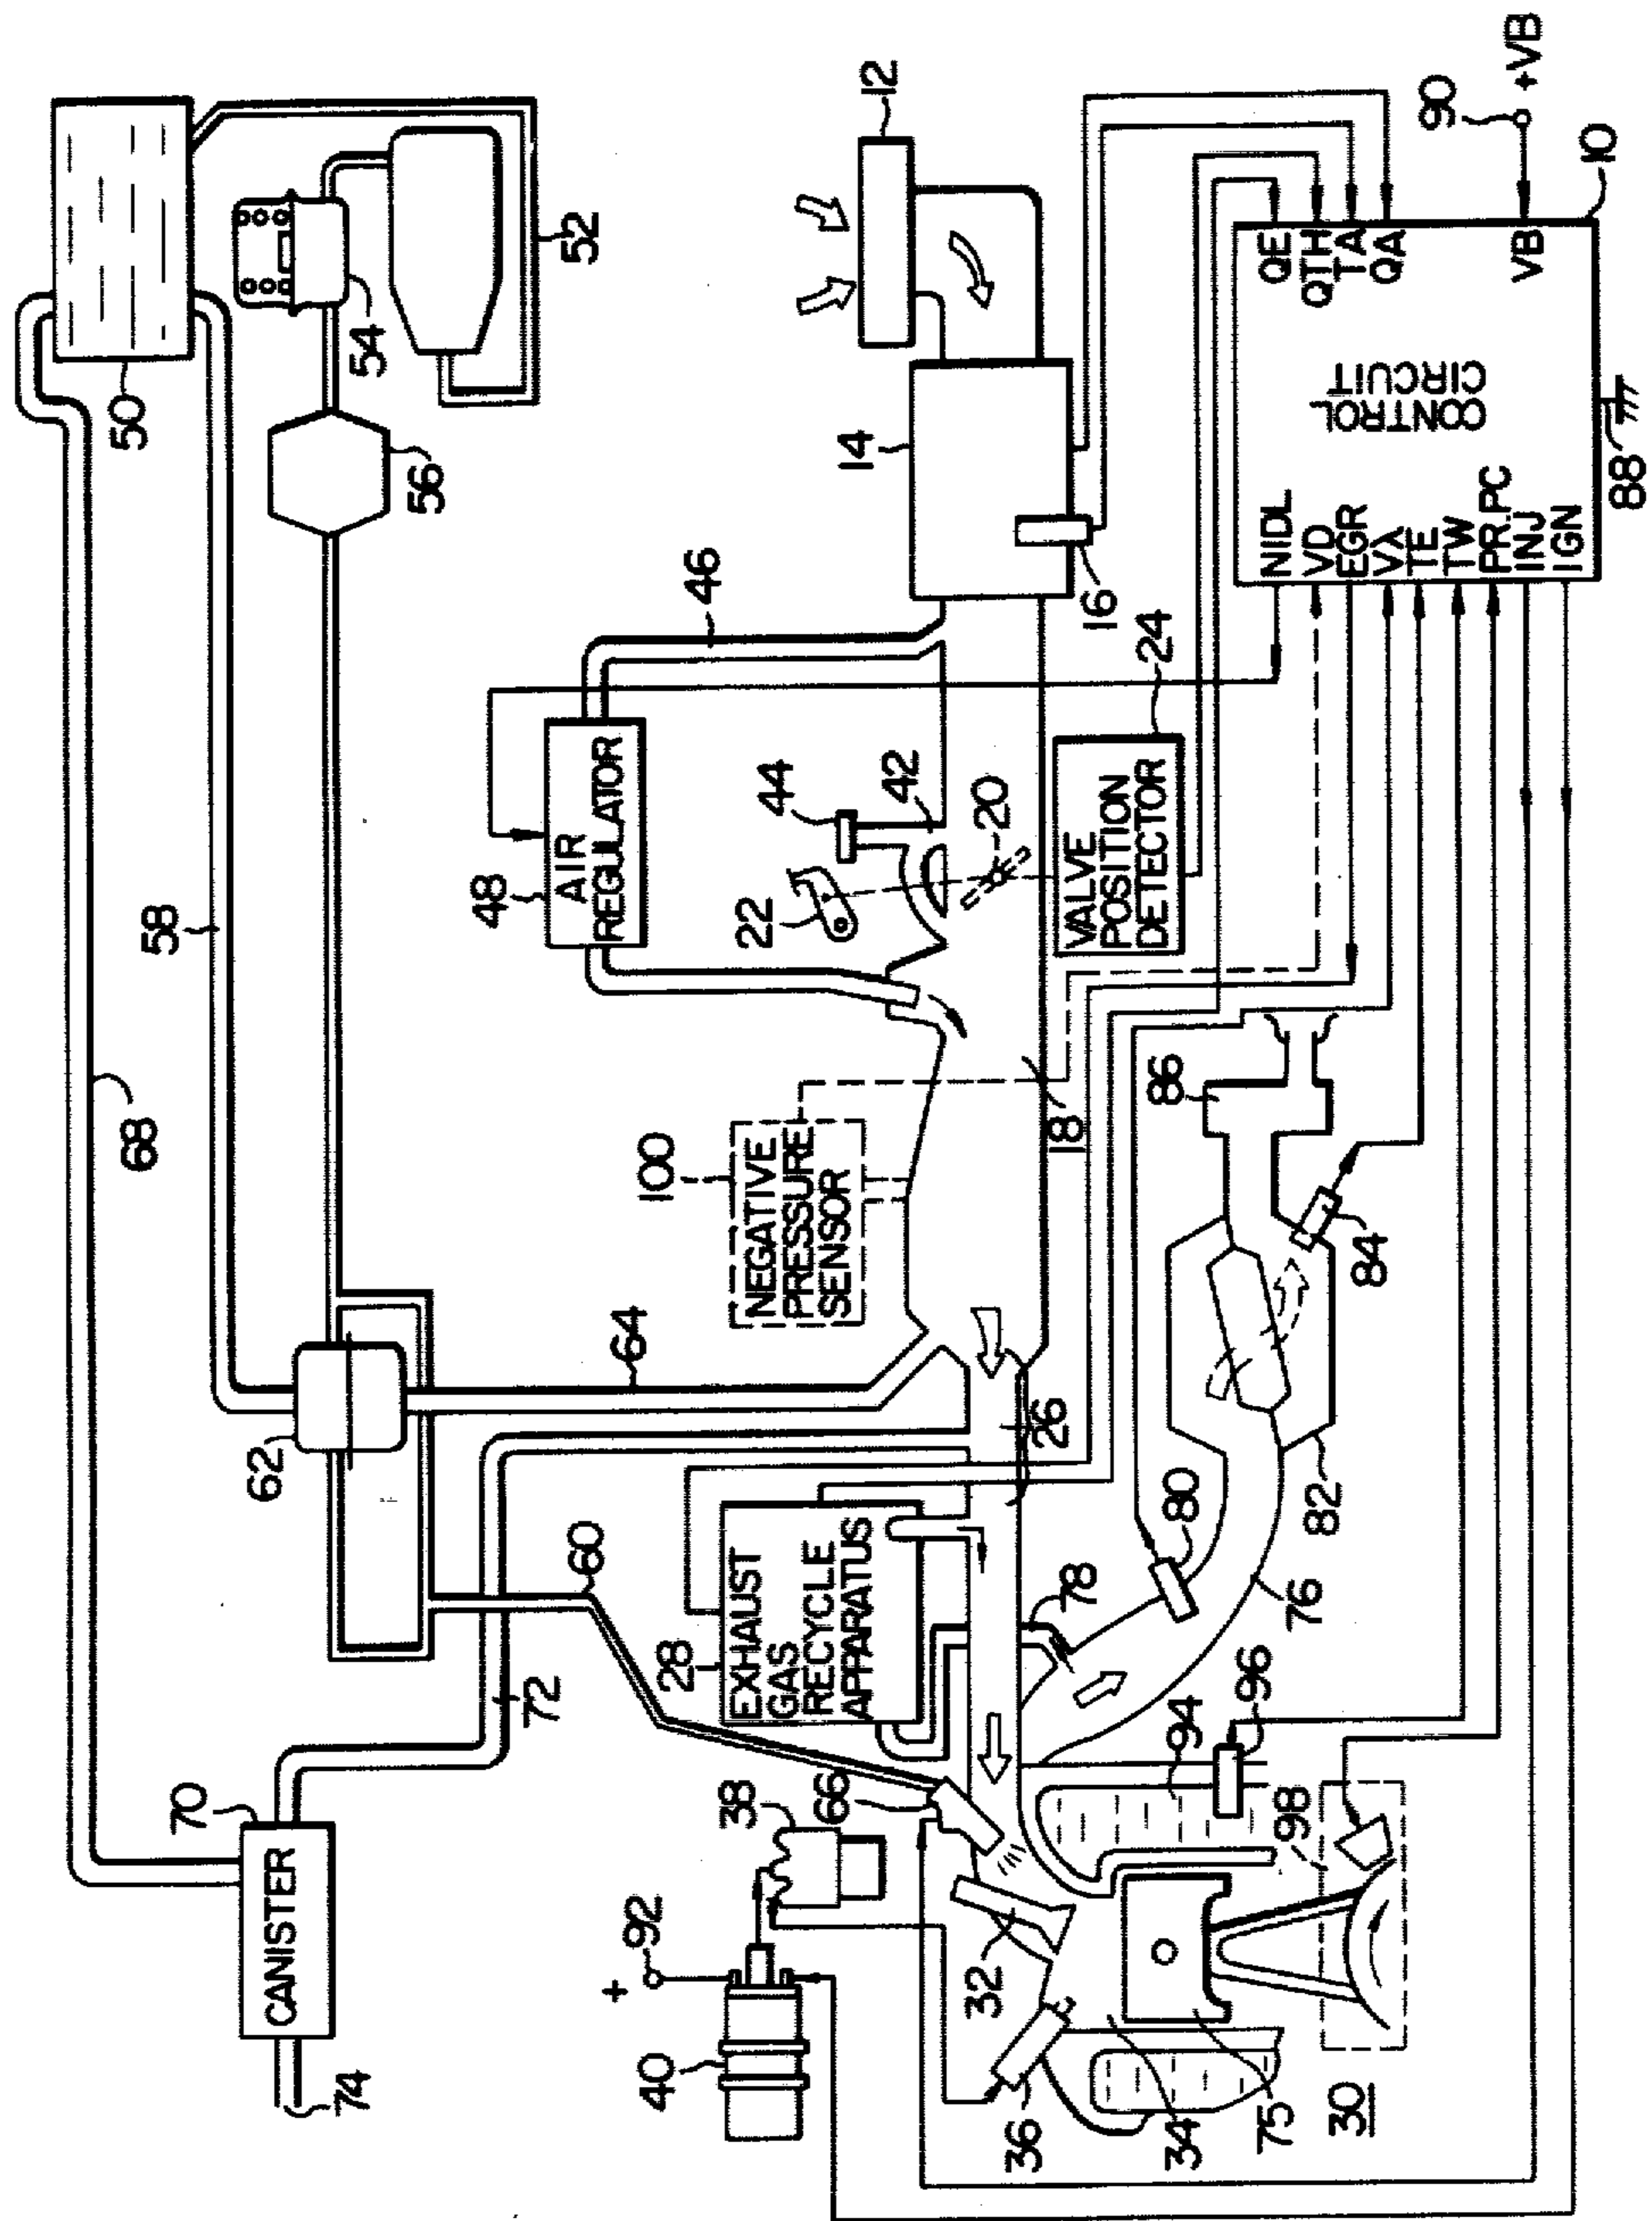 50
52
54
56
58
68
60
62
64
70
72
74
CANISTER
12
14
16
46
48
AIR
REGULATOR
44
42
22
20
24
VALVE
POSITION
DETECTOR
18
100
NEGATIVE
PRESSURE
SENSOR
26
28
EXHAUST
GAS
RECYCLE
APPARATUS
38
66
92
+
40
32
36
34
75
30
98
94
96
76
78
80
82
84
86
QE
QTH
TA
QA
VB
90
+VB
10
CONTROL
CIRCUIT
88
NIDL
VD
EGR
Vλ
TE
TW
PR.PC
INJ
IGN